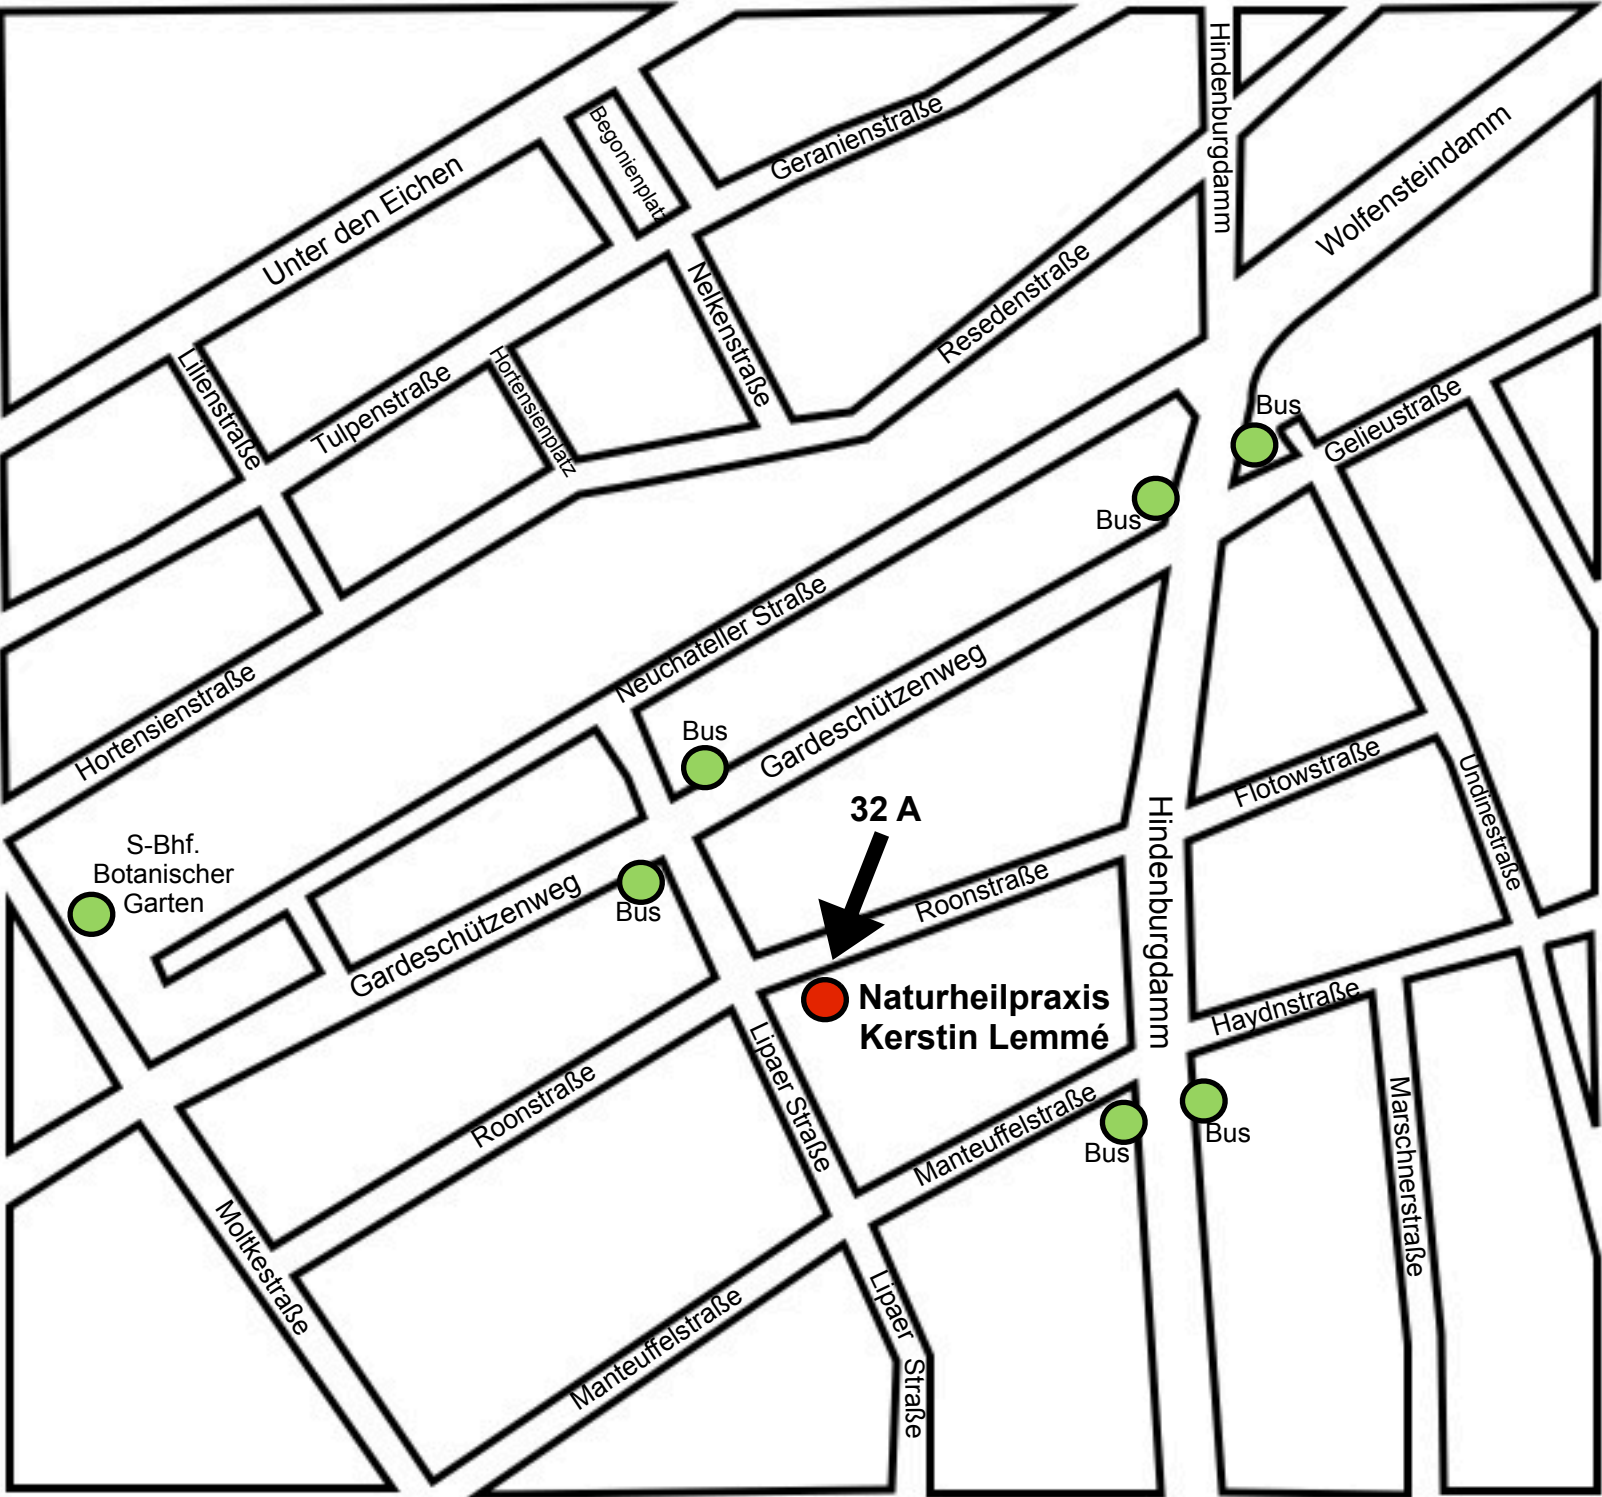 Hindenburgdamm
Begonienplatz
Geranienstraße
Wolfensteindamm
Unter den Eichen
Nelkenstraße
Resedenstraße
Lilienstraße
Tulpenstraße
Hortensienplatz
Bus
Gelieustraße
Bus
Neuchateller Straße
Hortensienstraße
Gardeschützenweg
Bus
Flotowstraße
Undinestraße
32 A
Hindenburgdamm
S-Bhf.
Botanischer
Garten
Gardeschützenweg
Bus
Roonstraße
Naturheilpraxis
Kerstin Lemmé
Haydnstraße
Lipaer Straße
Roonstraße
Manteuffelstraße
Bus
Bus
Marschnerstraße
Moltkestraße
Manteuffelstraße
Lipaer
Straße